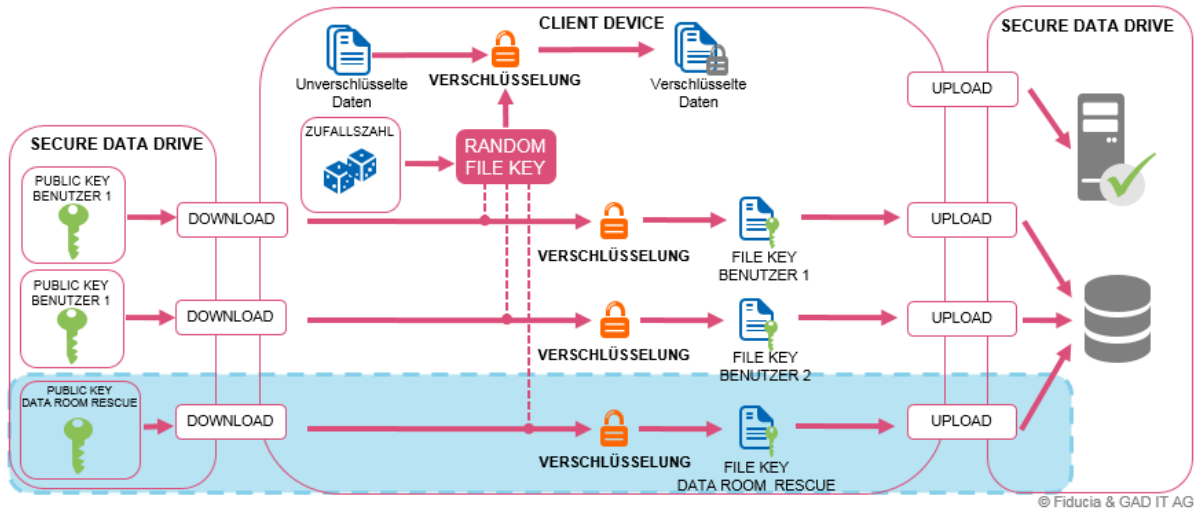 CLIENT DEVICE
SECURE DATA DRIVE
Unverschlüsselte
Daten
VERSCHLÜSSELUNG
Verschlüsselte
Daten
UPLOAD
ZUFALLSZAHL
RANDOM
FILE KEY
SECURE DATA DRIVE
PUBLIC KEY
BENUTZER 1
DOWNLOAD
VERSCHLÜSSELUNG
FILE KEY
BENUTZER 1
UPLOAD
PUBLIC KEY
BENUTZER 1
DOWNLOAD
VERSCHLÜSSELUNG
FILE KEY
BENUTZER 2
UPLOAD
PUBLIC KEY
DATA ROOM RESCUE
DOWNLOAD
VERSCHLÜSSELUNG
FILE KEY
DATA ROOM RESCUE
UPLOAD
© Fiducia & GAD IT AG